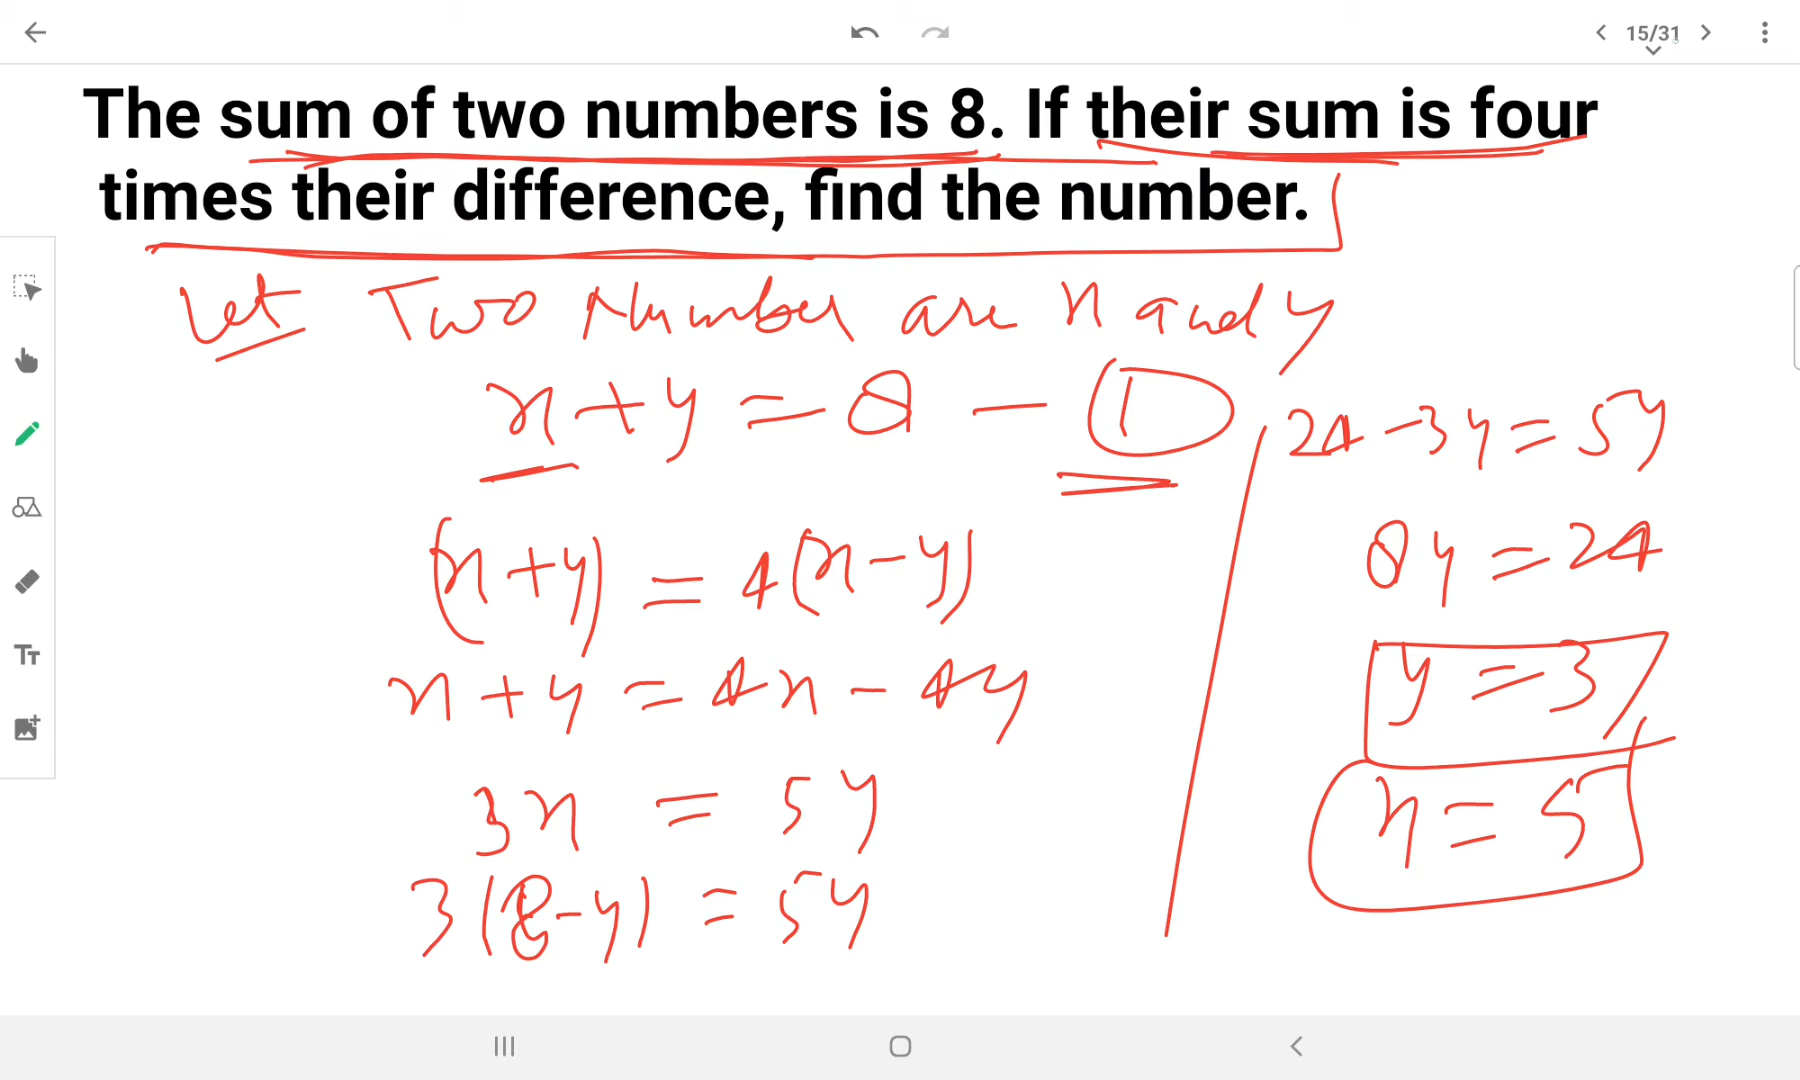 15/31
The sum of two numbers is 8. If their sum is four
times their difference, find the number.
Let Two Number are x and y
x + y = 8 — 1
(x + y) = 4(x - y)
x + y = 4x - 4y
3x = 5y
3(8 - y) = 5y
24 - 3y = 5y
8y = 24
y = 3
x = 5
Tт